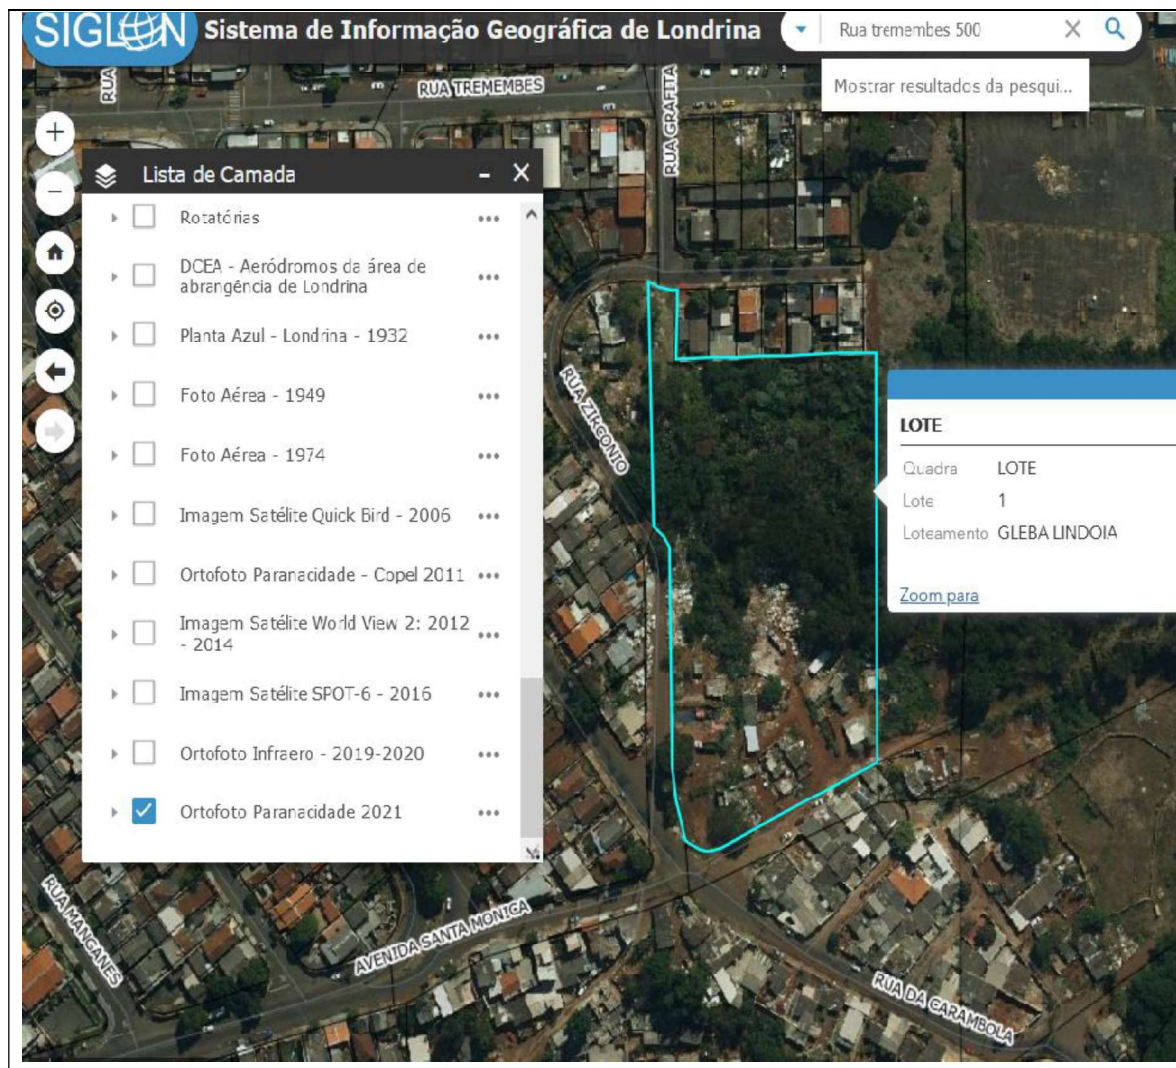 SIGLON Sistema de Informação Geográfica de Londrina
Rua tremembes 500
Mostrar resultados da pesqui...
RUA
RUA TREMEMBES
RUA GRAFITA
Lista de Camada
Rotatórias
DCEA - Aeródromos da área de
abrangência de Londrina
Planta Azul - Londrina - 1932
Foto Aérea - 1949
Foto Aérea - 1974
Imagem Satélite Quick Bird - 2006
Ortofoto Paranacidade - Copel 2011
Imagem Satélite World View 2: 2012
- 2014
Imagem Satélite SPOT-6 - 2016
Ortofoto Infraero - 2019-2020
Ortofoto Paranacidade 2021
RUA ZIRCONIO
LOTE
Quadra LOTE
Lote 1
Loteamento GLEBA LINDOIA
Zoom para
RUA MANGANES
AVENIDA SANTA MONICA
RUA DA CARAMBOLA